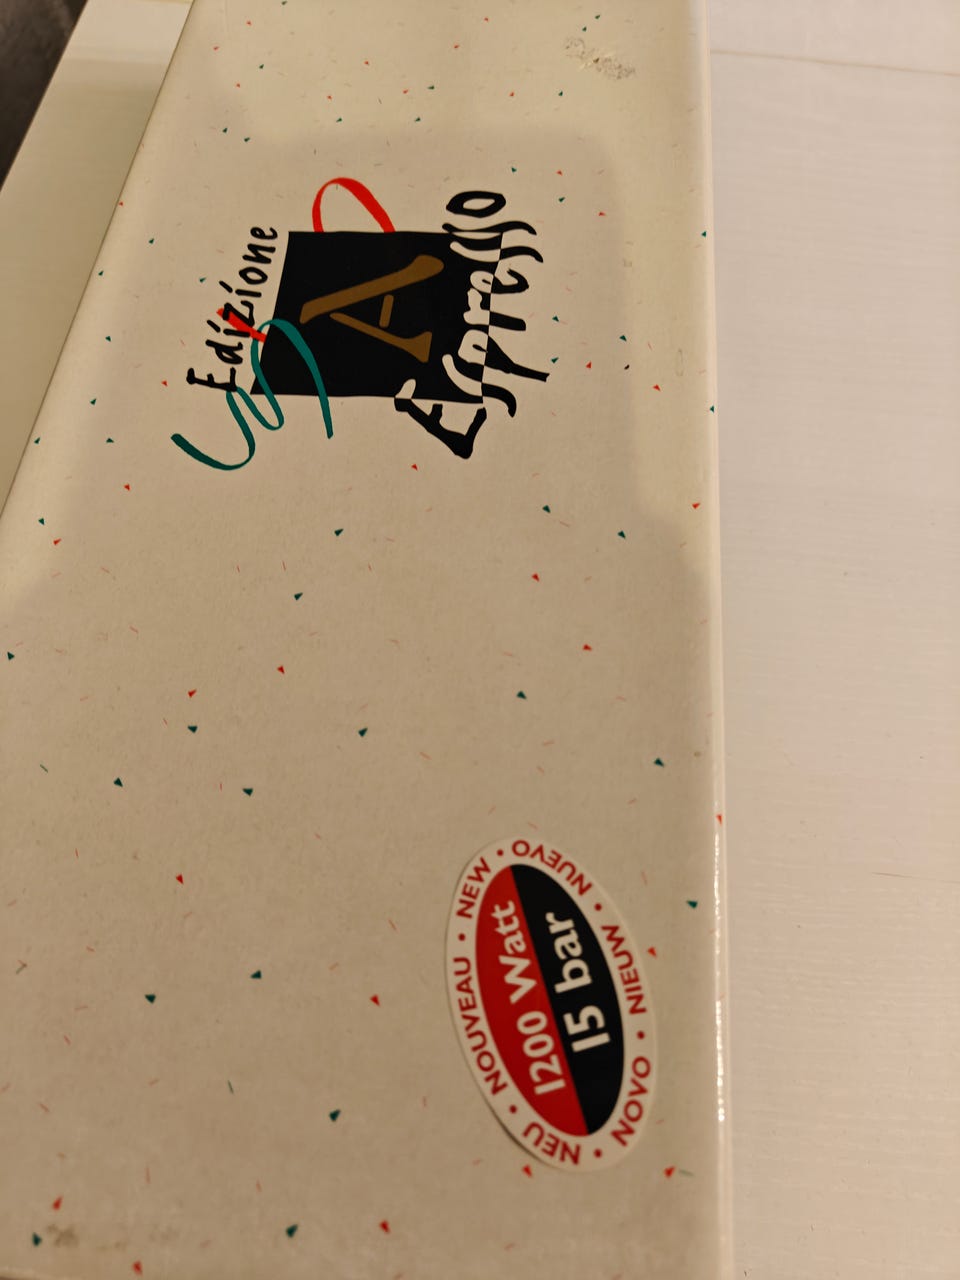 Edizione
A
Espresso
NEU • NOUVEAU • NEW • NUEVO • NIEUW • NOVO •
1200 Watt
15 bar